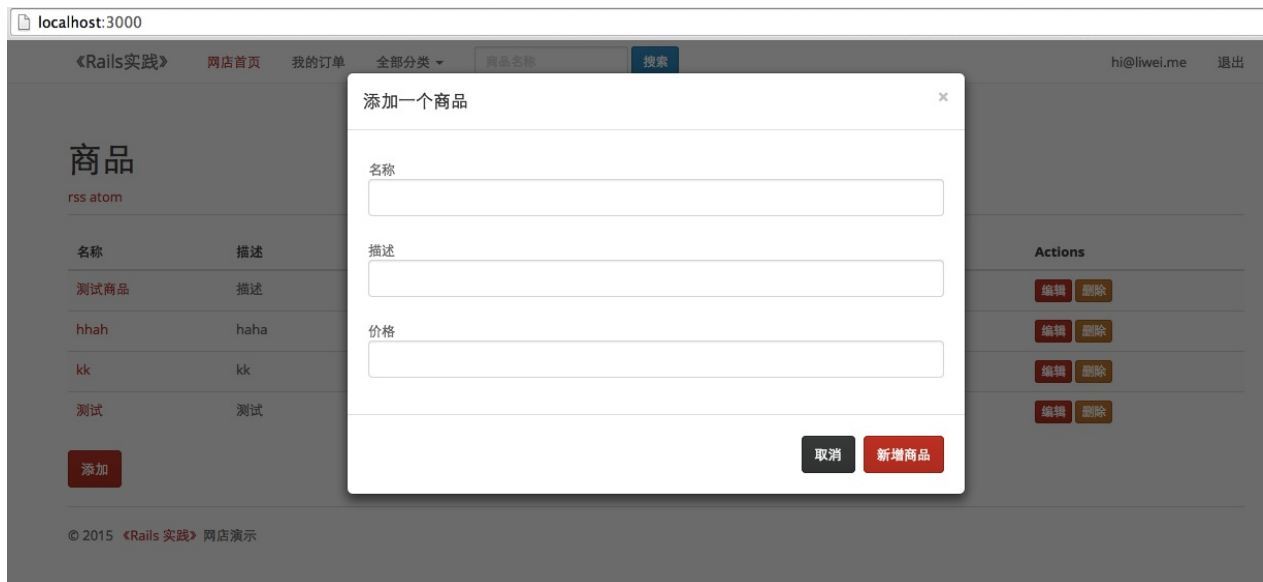 localhost:3000
《Rails实践》 网店首页 我的订单 全部分类 商品名称 搜索 hi@liwei.me 退出
添加一个商品 ×
商品
rss atom
名称
描述
价格
名称 描述 Actions
测试商品 描述 编辑 删除
hhah haha 编辑 删除
kk kk 编辑 删除
测试 测试 编辑 删除
取消 新增商品
添加
© 2015 《Rails 实践》 网店演示